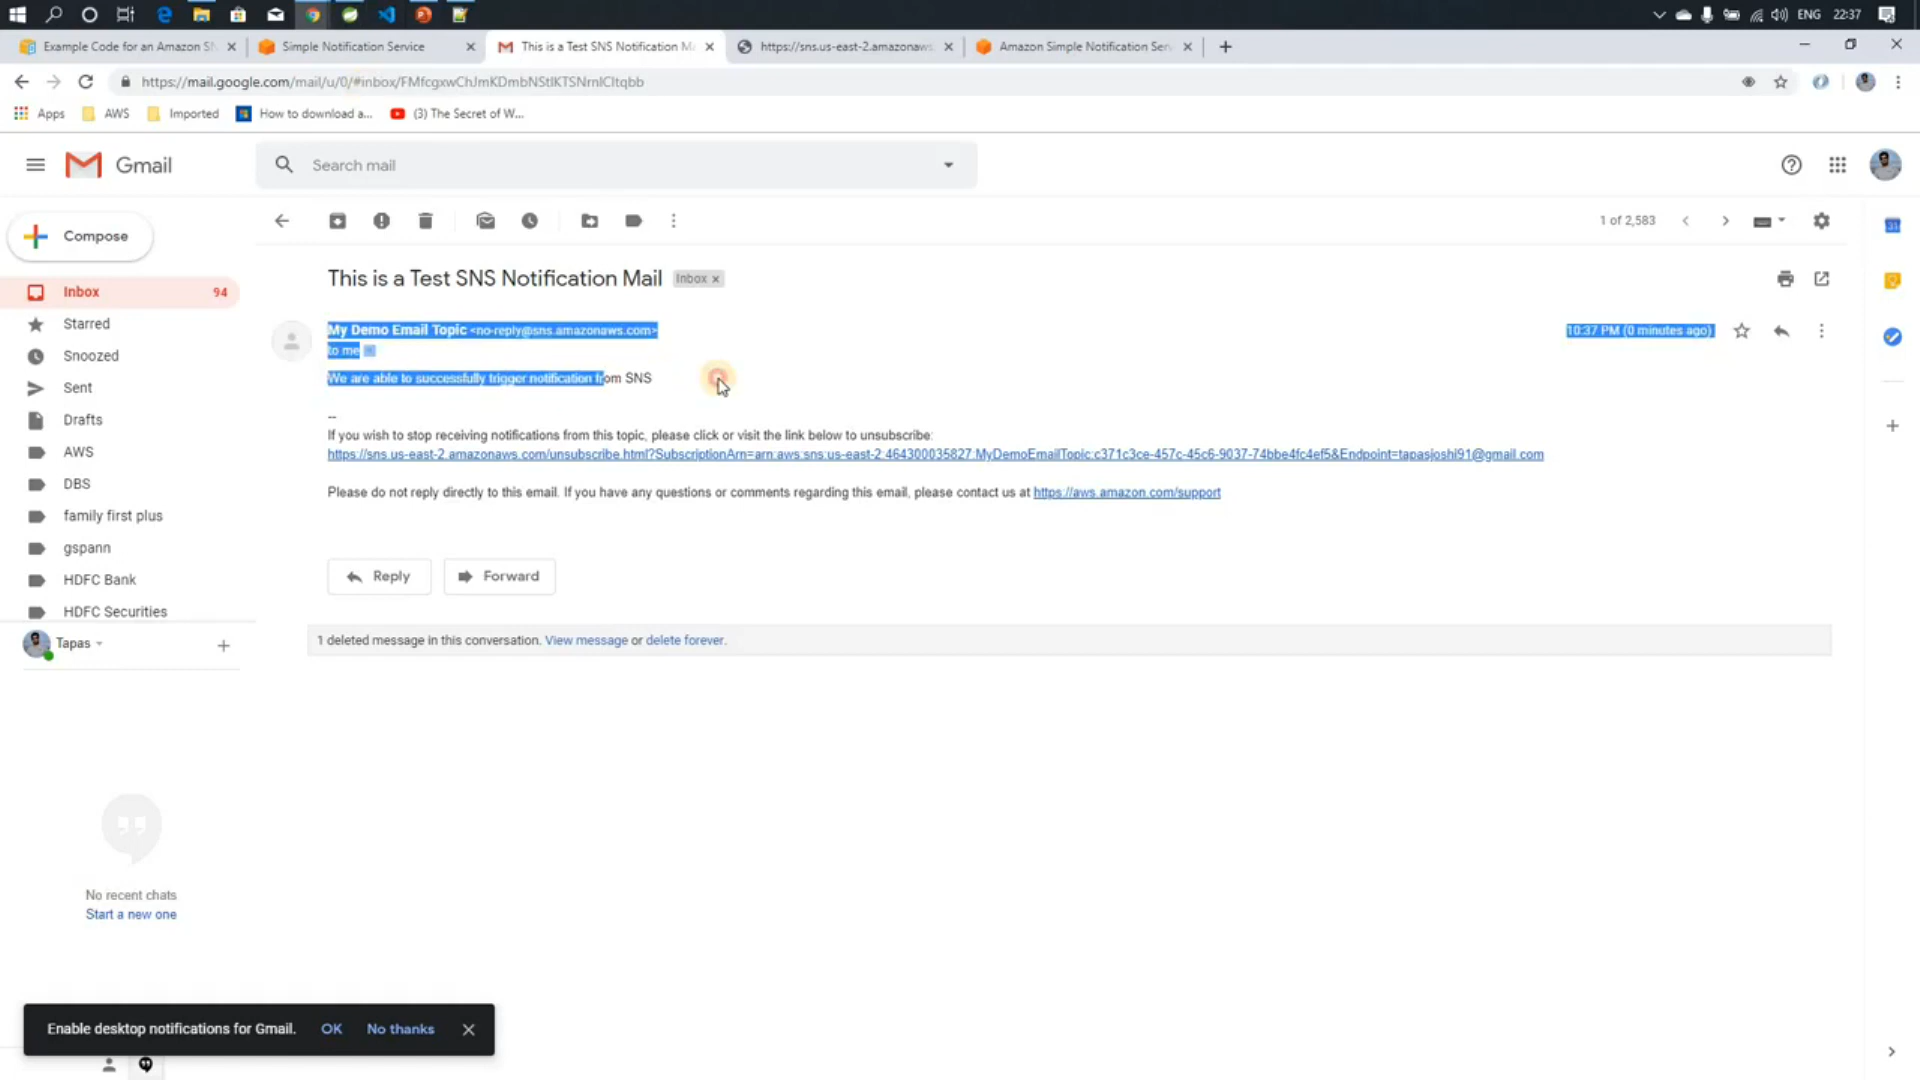 ENG 22:37
Example Code for an Amazon SN
Simple Notification Service
This is a Test SNS Notification Ma
https://sns.us-east-2.amazonaws.
Amazon Simple Notification Serv
https://mail.google.com/mail/u/0/#inbox/
Apps AWS Imported How to download a... (3) The Secret of W...
Gmail
Search mail
1 of 2,583
Compose
This is a Test SNS Notification Mail Inbox x
Inbox 94
My Demo Email Topic <no-reply@sns.amazonaws.com> 10:37 PM (0 minutes ago)
to me
We are able to successfully trigger notification from SNS
--
If you wish to stop receiving notifications from this topic, please click or visit the link below to unsubscribe:
https://sns.us-east-2.amazonaws.com/unsubscribe.html?SubscriptionArn=arn:aws:sns:us-east-2:464300035827:MyDemoEmailTopic:c371c3ce-457c-45c6-9037-74bbe4fc4ef5&Endpoint=tapasjoshI91@gmail.com
Please do not reply directly to this email. If you have any questions or comments regarding this email, please contact us at https://aws.amazon.com/support
Starred
Snoozed
Sent
Drafts
AWS
DBS
family first plus
gspann
HDFC Bank
HDFC Securities
Reply Forward
1 deleted message in this conversation. View message or delete forever.
Tapas
No recent chats
Start a new one
Enable desktop notifications for Gmail. OK No thanks